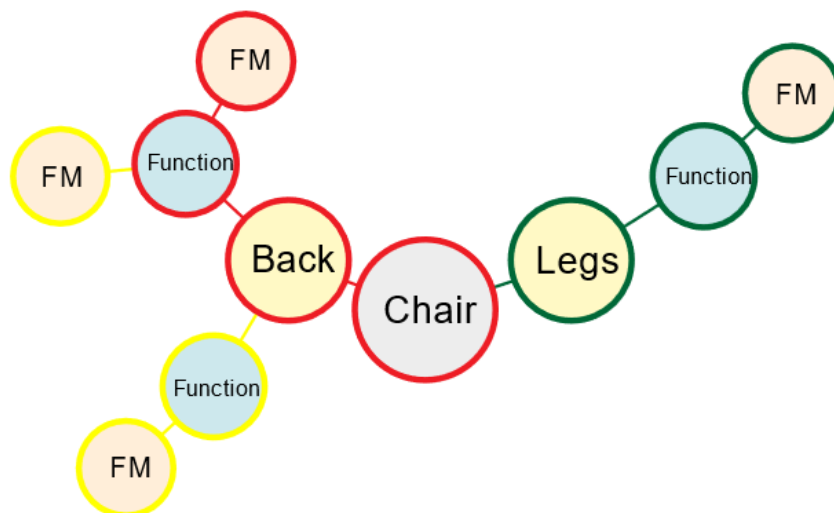 FM
FM
FM
Function
Function
Back
Legs
Chair
Function
FM